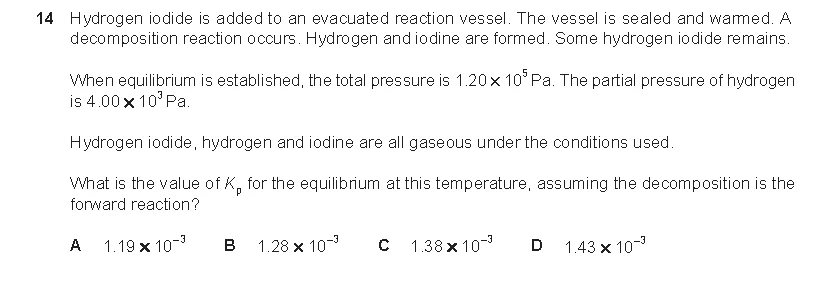 14 Hydrogen iodide is added to an evacuated reaction vessel. The vessel is sealed and warmed. A
decomposition reaction occurs. Hydrogen and iodine are formed. Some hydrogen iodide remains.
When equilibrium is established, the total pressure is 1.20 × 10⁵ Pa. The partial pressure of hydrogen
is 4.00 × 10³ Pa.
Hydrogen iodide, hydrogen and iodine are all gaseous under the conditions used.
What is the value of Kₚ for the equilibrium at this temperature, assuming the decomposition is the
forward reaction?
A 1.19 × 10⁻³ B 1.28 × 10⁻³ C 1.38 × 10⁻³ D 1.43 × 10⁻³